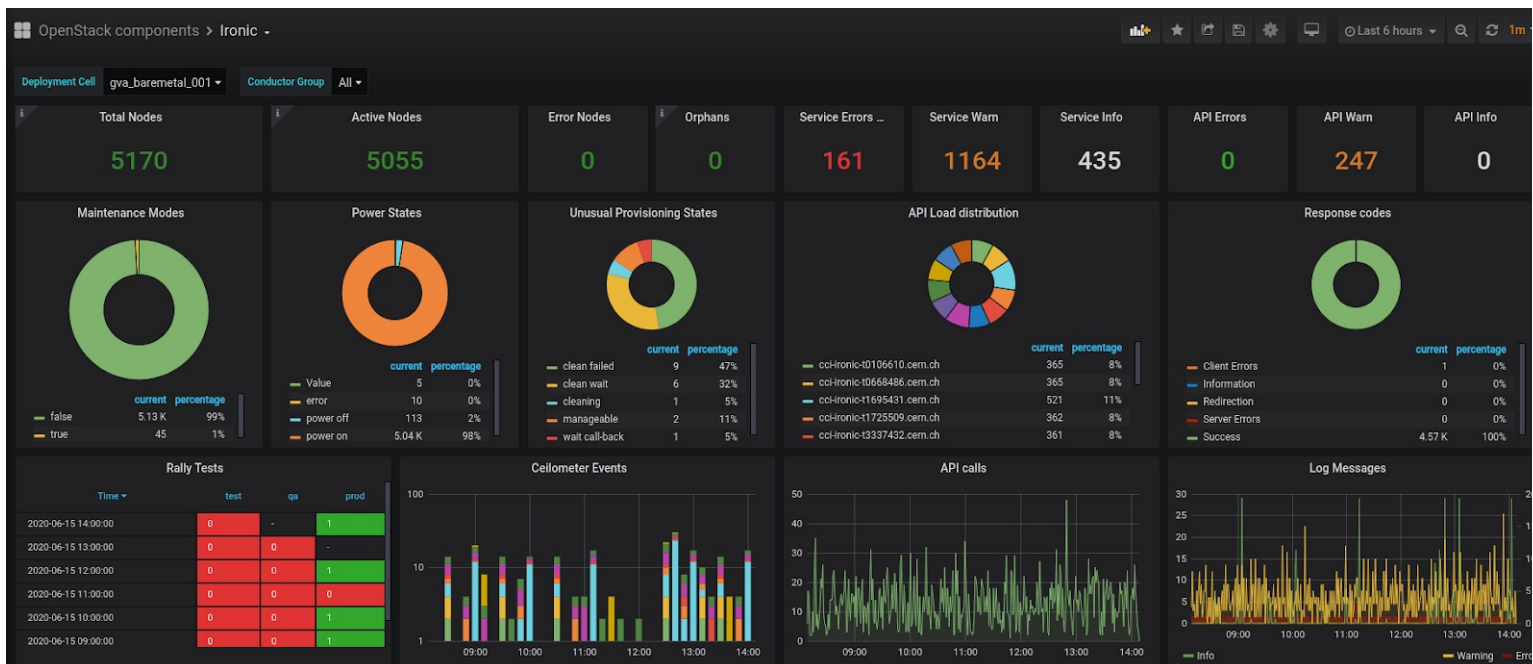 OpenStack components > Ironic
Last 6 hours
1m
Deployment Cell gva_baremetal_001 Conductor Group All
Total Nodes
5170
Active Nodes
5055
Error Nodes
0
Orphans
0
Service Errors ...
161
Service Warn
1164
Service Info
435
API Errors
0
API Warn
247
API Info
0
Maintenance Modes
current percentage
false 5.13 K 99%
true 45 1%
Power States
current percentage
Value 5 0%
error 10 0%
power off 113 2%
power on 5.04 K 98%
Unusual Provisioning States
current percentage
clean failed 9 47%
clean wait 6 32%
cleaning 1 5%
manageable 2 11%
wait call-back 1 5%
API Load distribution
current percentage
cci-ironic-t0106610.cern.ch 365 8%
cci-ironic-t0668486.cern.ch 365 8%
cci-ironic-t1695431.cern.ch 521 11%
cci-ironic-t1725509.cern.ch 362 8%
cci-ironic-t3337432.cern.ch 361 8%
Response codes
current percentage
Client Errors 1 0%
Information 0 0%
Redirection 0 0%
Server Errors 0 0%
Success 4.57 K 100%
Rally Tests
Time test qa prod
2020-06-15 14:00:00 0 - 1
2020-06-15 13:00:00 0 0 -
2020-06-15 12:00:00 0 0 1
2020-06-15 11:00:00 0 0 0
2020-06-15 10:00:00 0 0 1
2020-06-15 09:00:00 0 0 1
Ceilometer Events
100
10
1
09:00 10:00 11:00 12:00 13:00 14:00
API calls
50
40
30
20
10
0
09:00 10:00 11:00 12:00 13:00 14:00
Log Messages
30
25
20
15
10
5
0
09:00 10:00 11:00 12:00 13:00 14:00
Info Warning